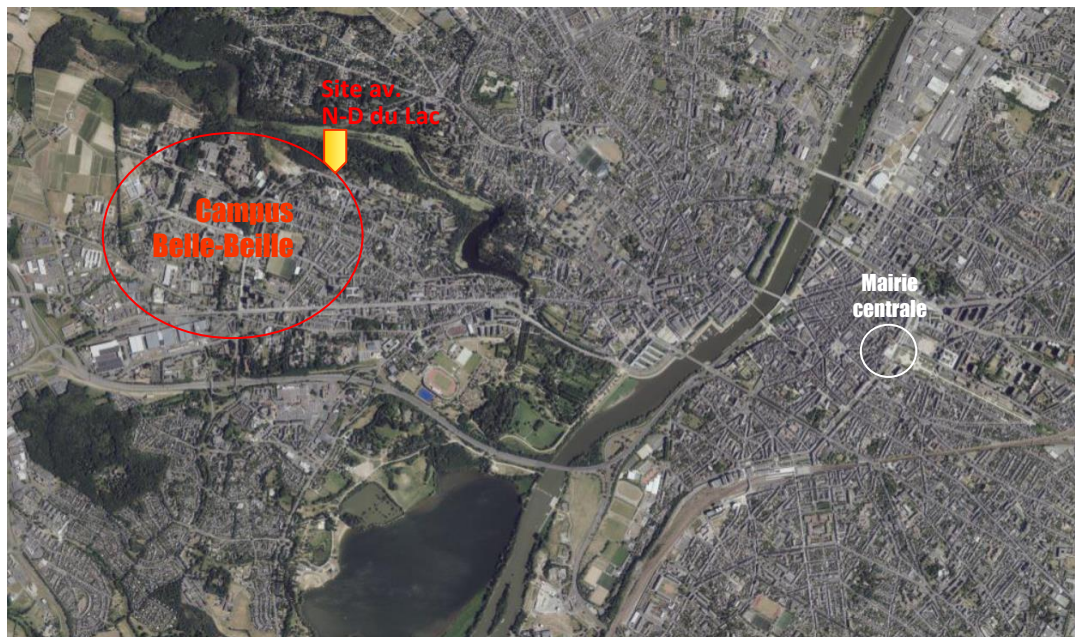 Site av.
N-D du Lac
Campus
Belle-Beille
Mairie
centrale